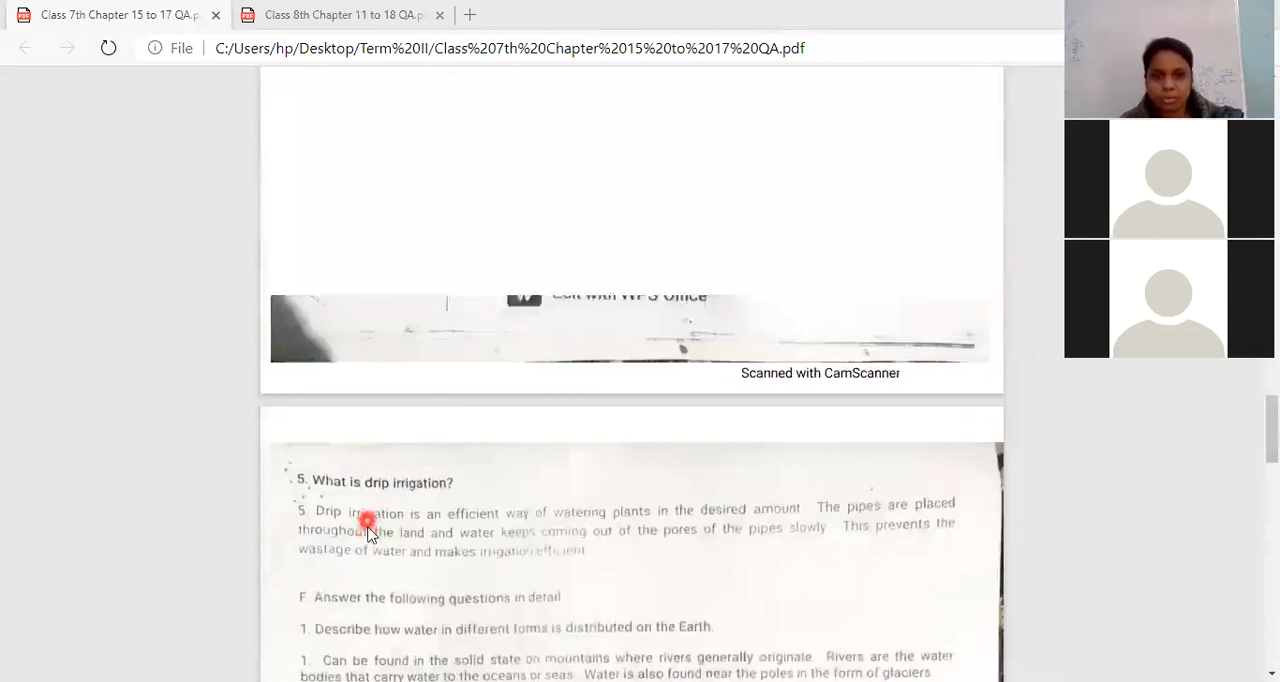 Class 7th Chapter 15 to 17 QA.p
Class 8th Chapter 11 to 18 QA.p
File
C:/Users/hp/Desktop/Term%20II/Class%207th%20Chapter%2015%20to%2017%20QA.pdf
Edit with WPS Office
Scanned with CamScanner
5. What is drip irrigation?
5. Drip irrigation is an efficient way of watering plants in the desired amount The pipes are placed
throughout the land and water keeps coming out of the pores of the pipes slowly This prevents the
wastage of water and makes irrigation efficient
F Answer the following questions in detail
1. Describe how water in different forms is distributed on the Earth.
1. Can be found in the solid state on mountains where rivers generally originate Rivers are the water
bodies that carry water to the oceans or seas Water is also found near the poles in the form of glaciers